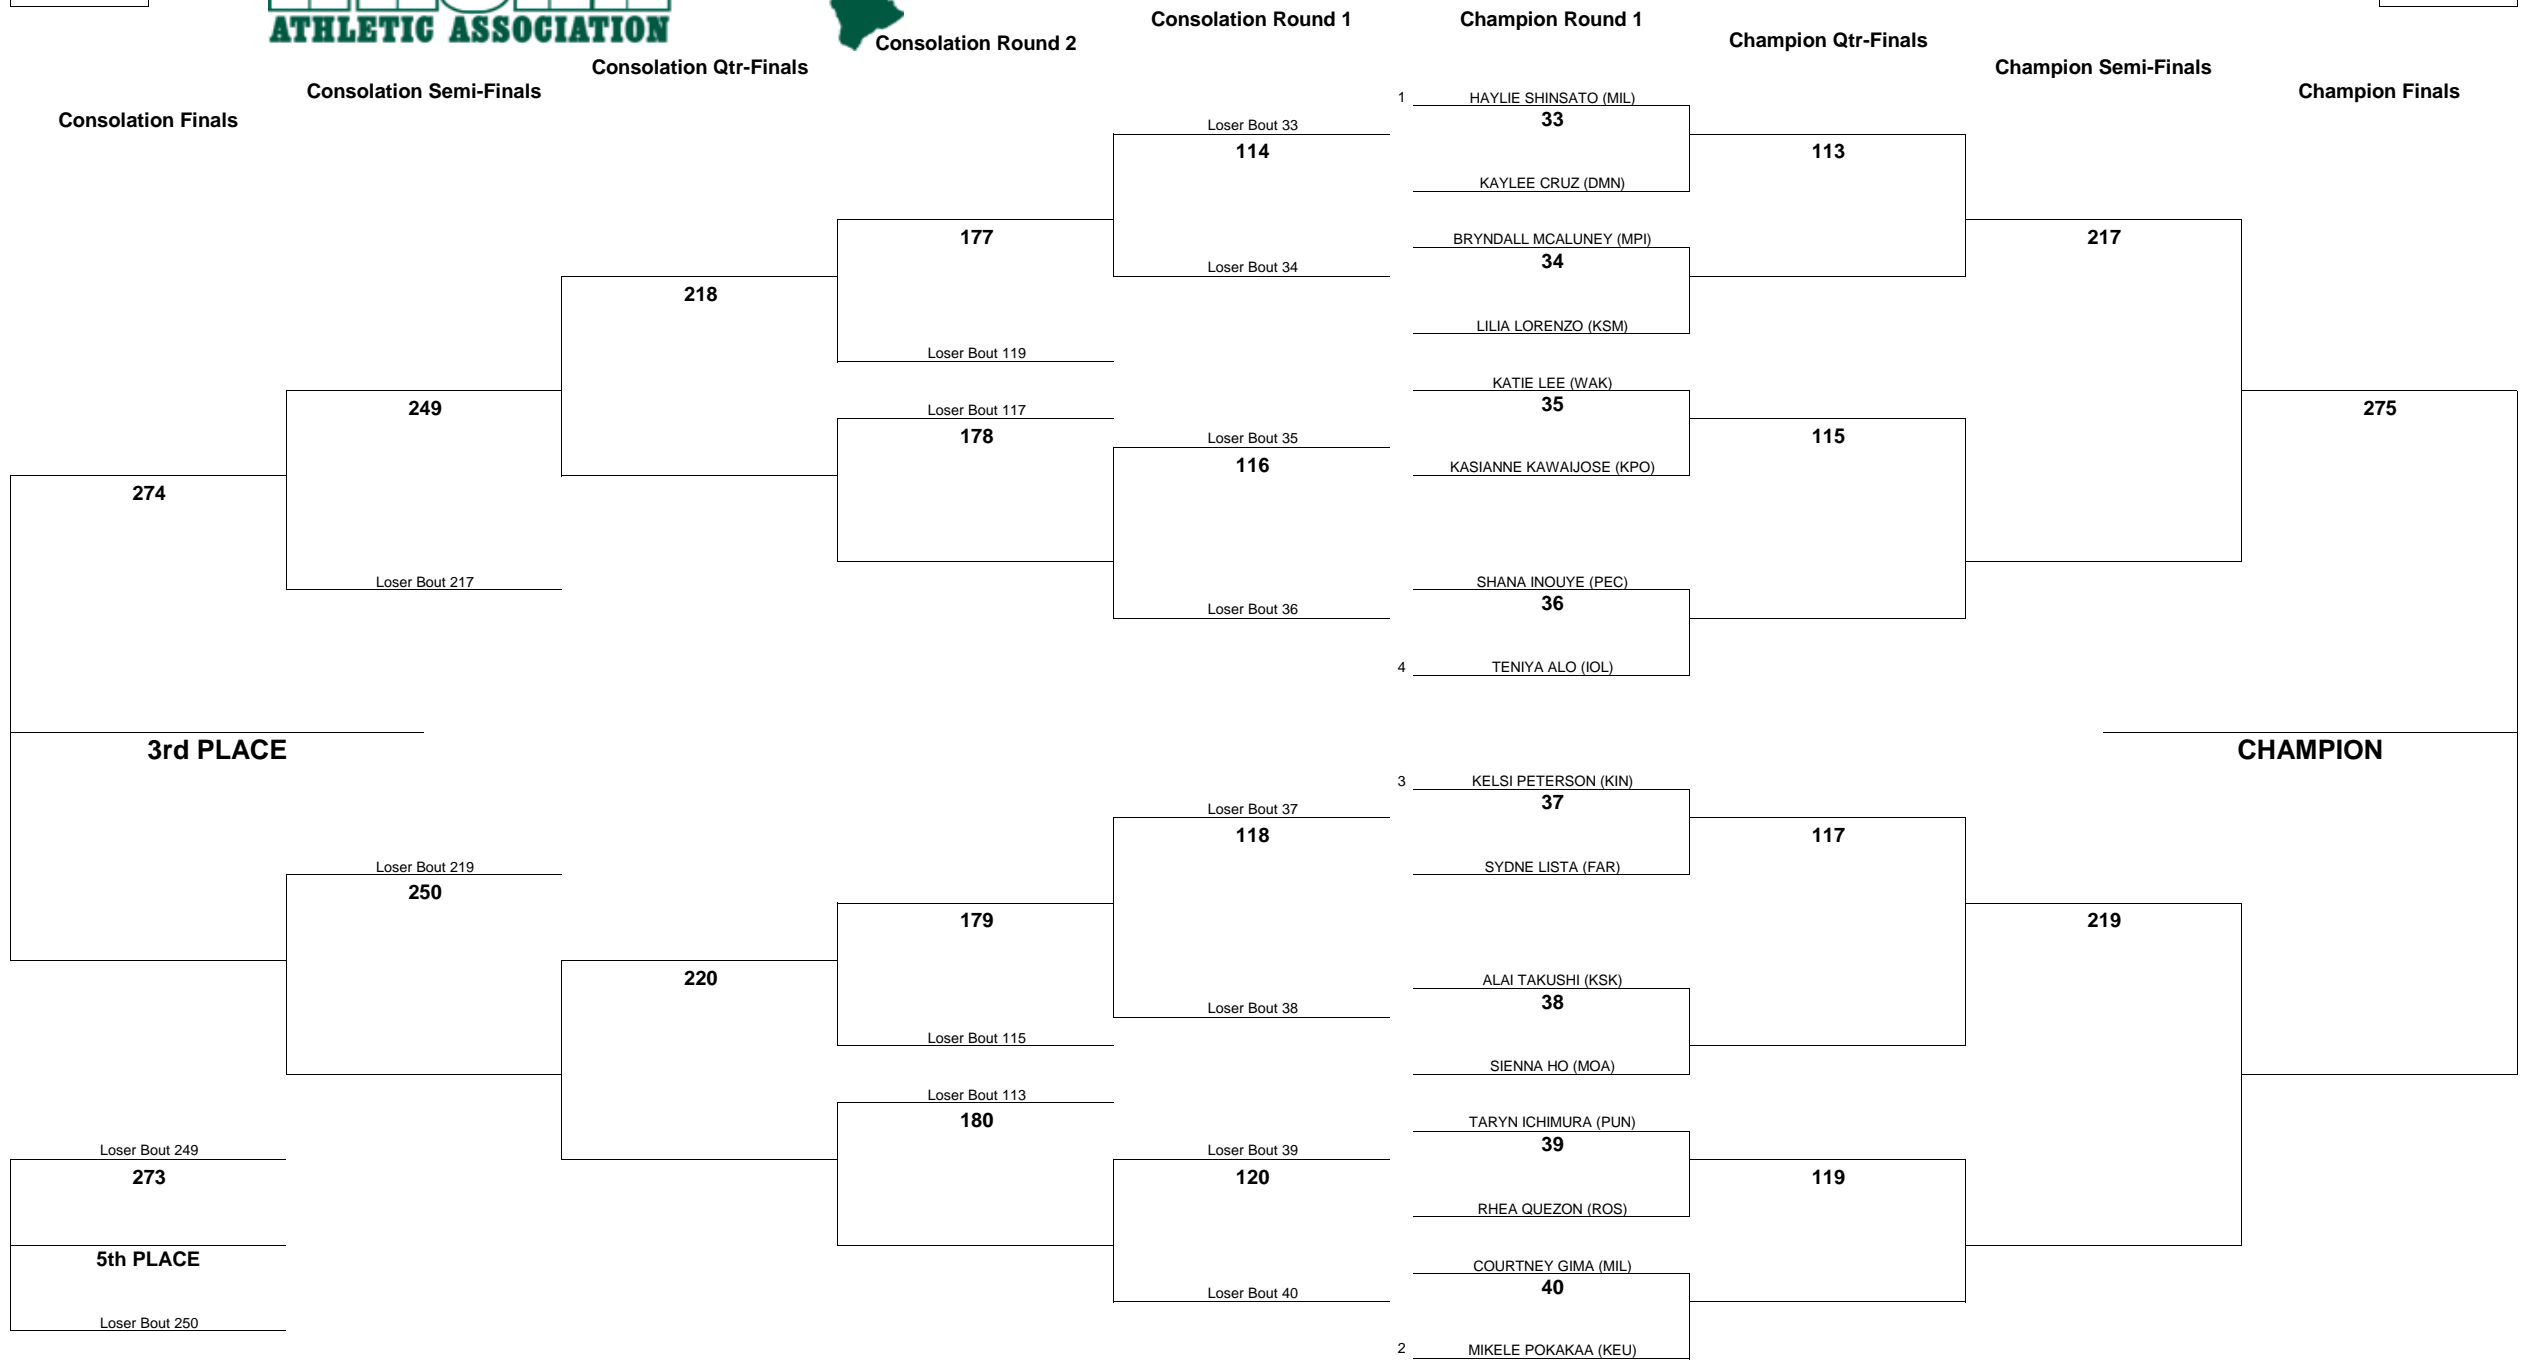 ATHLETIC ASSOCIATION
Consolation Round 1
Champion Round 1
Consolation Round 2
Champion Qtr-Finals
Consolation Qtr-Finals
Champion Semi-Finals
Consolation Semi-Finals
Champion Finals
Consolation Finals
1 HAYLIE SHINSATO (MIL)
33
Loser Bout 33
114
113
KAYLEE CRUZ (DMN)
177
217
BRYNDALL MCALUNEY (MPI)
34
Loser Bout 34
218
LILIA LORENZO (KSM)
Loser Bout 119
KATIE LEE (WAK)
249
Loser Bout 117
35
275
178
Loser Bout 35
115
116
KASIANNE KAWAIJOSE (KPO)
274
Loser Bout 217
SHANA INOUYE (PEC)
36
Loser Bout 36
4 TENIYA ALO (IOL)
3rd PLACE
CHAMPION
3 KELSI PETERSON (KIN)
37
Loser Bout 37
118
117
Loser Bout 219
SYDNE LISTA (FAR)
250
179
219
220
ALAI TAKUSHI (KSK)
38
Loser Bout 38
Loser Bout 115
SIENNA HO (MOA)
Loser Bout 113
180
TARYN ICHIMURA (PUN)
39
Loser Bout 249
Loser Bout 39
273
120
119
RHEA QUEZON (ROS)
5th PLACE
COURTNEY GIMA (MIL)
40
Loser Bout 40
Loser Bout 250
2 MIKELE POKAKAA (KEU)